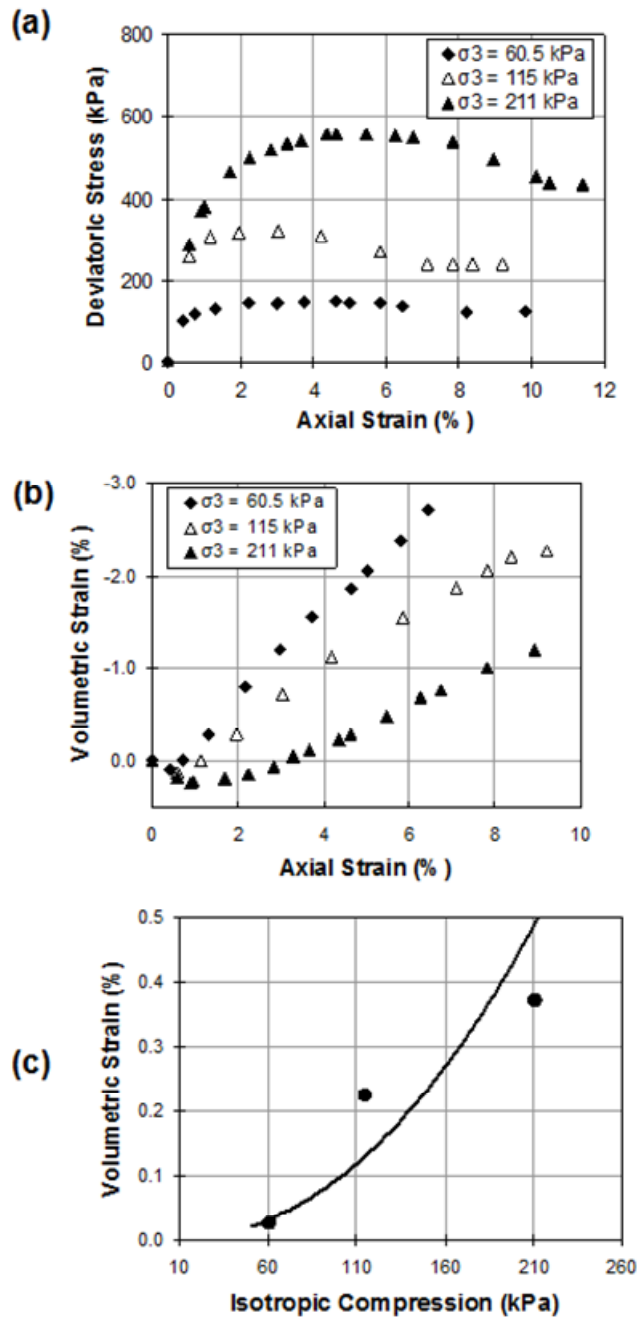 (a)
800
600
400
200
0
Deviatoric Stress (kPa)
σ3 = 60.5 kPa
σ3 = 115 kPa
σ3 = 211 kPa
0 2 4 6 8 10 12
Axial Strain (% )
(b)
-3.0
-2.0
-1.0
0.0
Volumetric Strain (% )
σ3 = 60.5 kPa
σ3 = 115 kPa
σ3 = 211 kPa
0 2 4 6 8 10
Axial Strain (% )
(c)
0.5
0.4
0.3
0.2
0.1
0.0
Volumetric Strain (% )
10 60 110 160 210 260
Isotropic Compression (kPa)